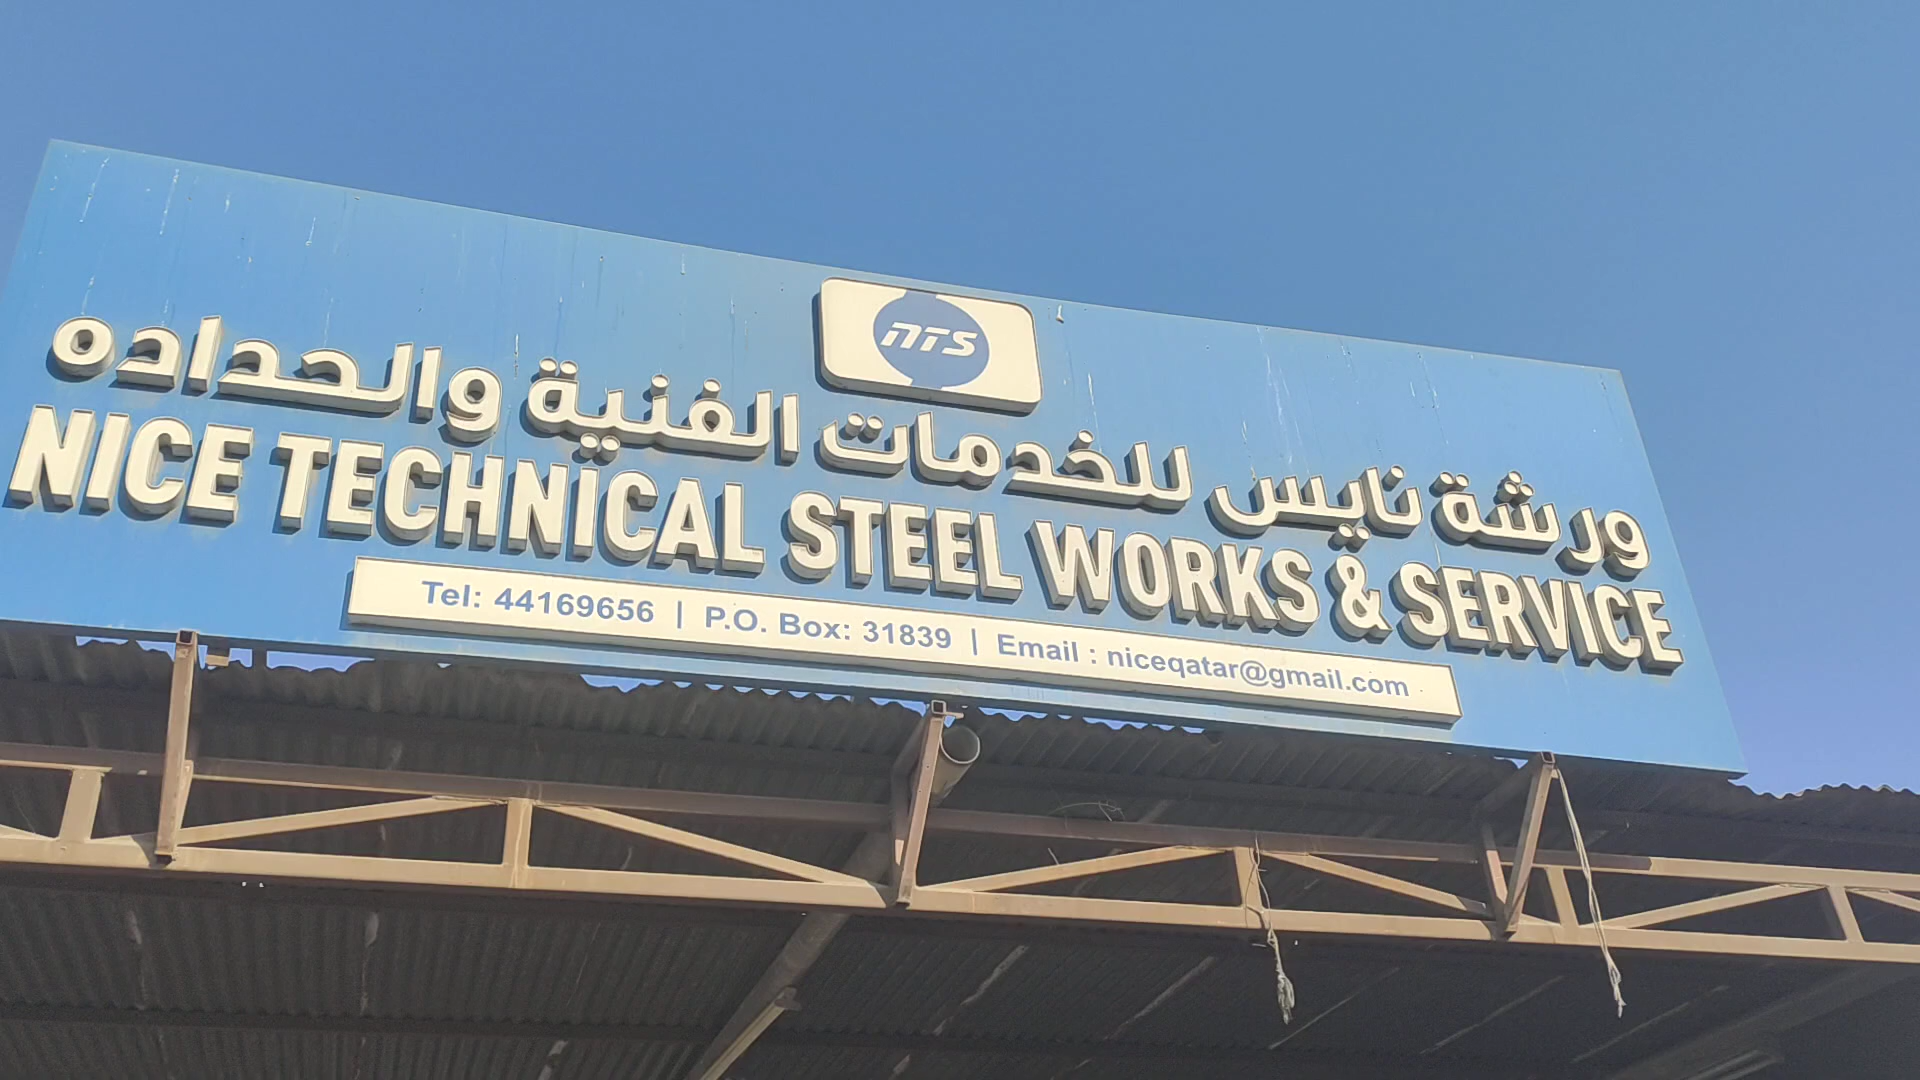 NTS
ورشة نايس للخدمات الفنية والحداده
NICE TECHNICAL STEEL WORKS & SERVICE
Tel: 44169656 | P.O. Box: 31839 | Email : niceqatar@gmail.com